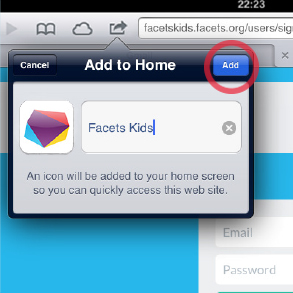 22:23
facetskids.facets.org/users/sig
Cancel
Add to Home
Add
Facets Kids
An icon will be added to your home screen
so you can quickly access this web site.
Email
Password